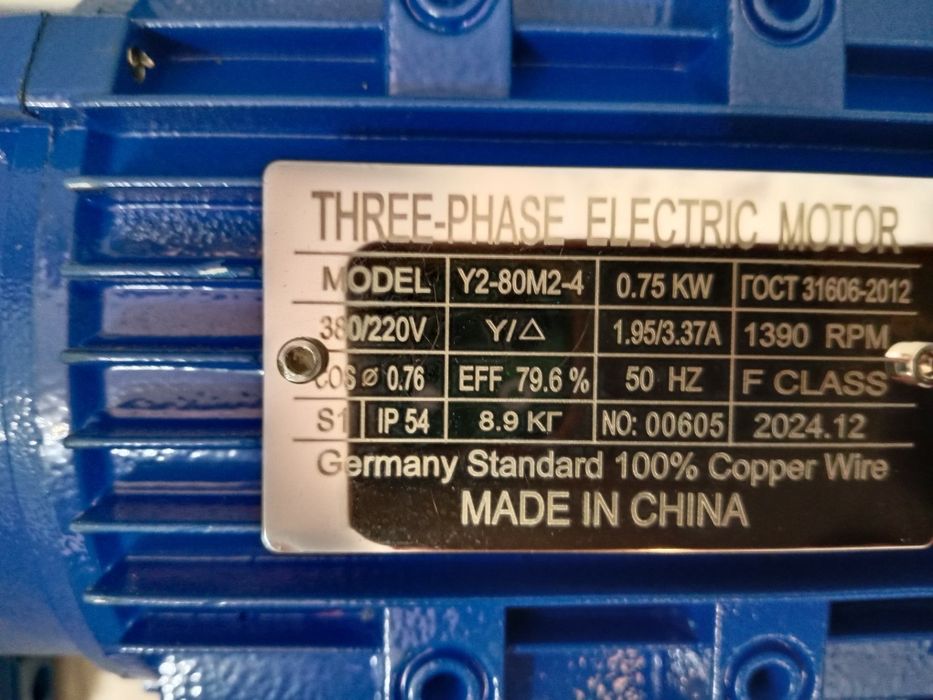 THREE-PHASE ELECTRIC MOTOR
MODEL Y2-80M2-4 0.75 KW ГОСТ 31606-2012
380/220V Y/△ 1.95/3.37A 1390 RPM
COS ø 0.76 EFF 79.6 % 50 HZ F CLASS
S1 IP 54 8.9 КГ NO: 00605 2024.12
Germany Standard 100% Copper Wire
MADE IN CHINA